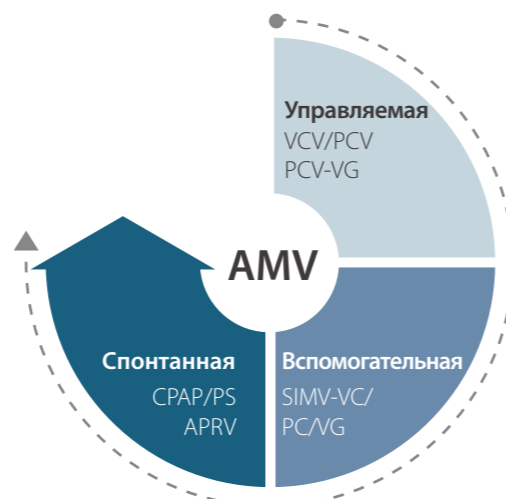 Управляемая
VCV/PCV
PCV-VG
AMV
Спонтанная
CPAP/PS
APRV
Вспомогательная
SIMV-VC/
PC/VG